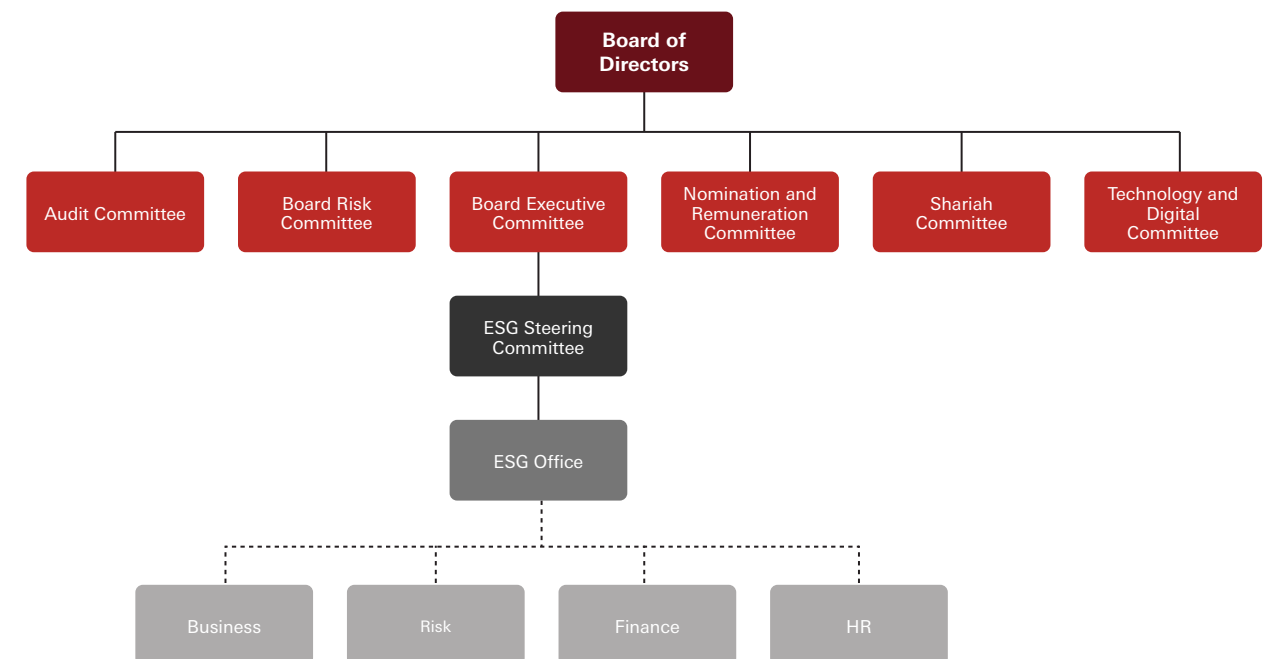 Board of
Directors
Audit Committee
Board Risk
Committee
Board Executive
Committee
Nomination and
Remuneration
Committee
Shariah
Committee
Technology and
Digital
Committee
ESG Steering
Committee
ESG Office
Business
Risk
Finance
HR